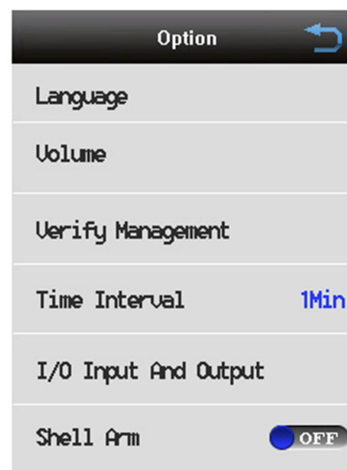 Option
Language
Volume
Verify Management
Time Interval 1Min
I/O Input And Output
Shell Arm OFF